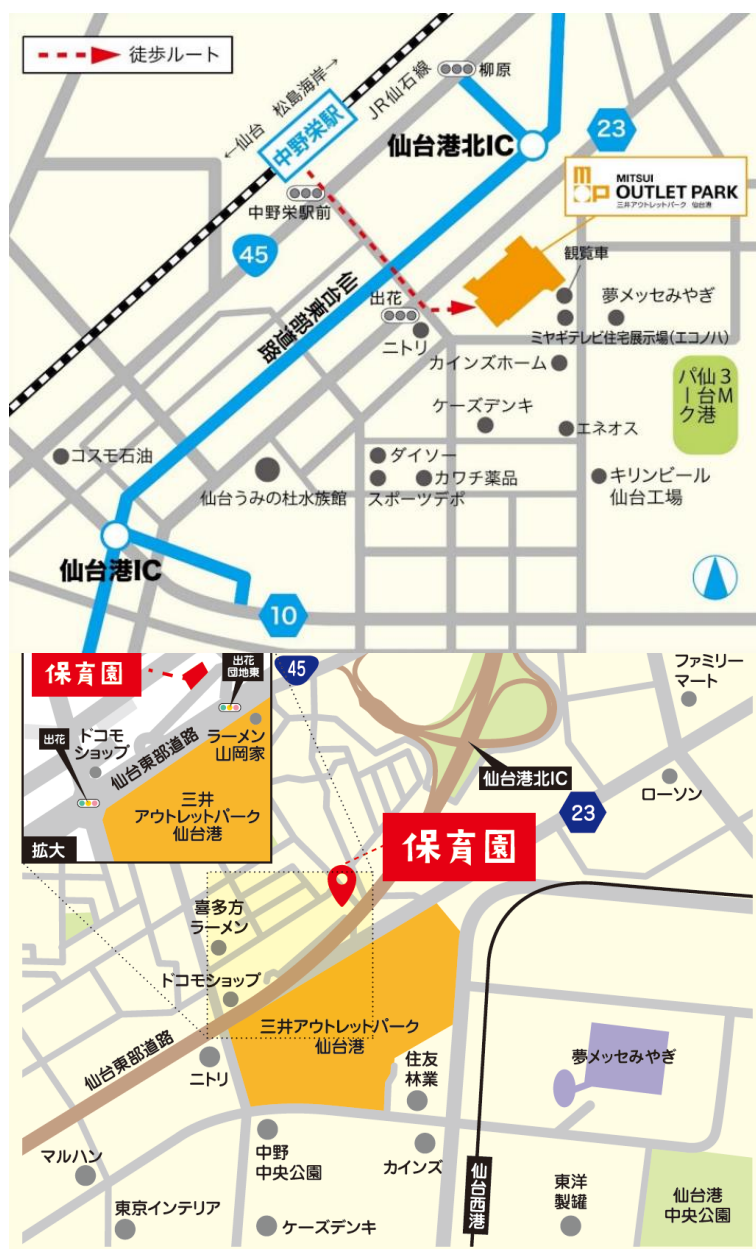 徒歩ルート
←仙台 松島海岸→
JR仙石線
柳原
中野栄駅
仙台港北IC
23
中野栄駅前
MITSUI
OUTLET PARK
三井アウトレットパーク 仙台港
45
仙台東部道路
観覧車
出花
夢メッセみやぎ
ニトリ
ミヤギテレビ住宅展示場(エコノハ)
カインズホーム
3M
仙台港
パーク
ケーズデンキ
エネオス
コスモ石油
ダイソー
カワチ薬品
スポーツデポ
仙台うみの杜水族館
キリンビール
仙台工場
仙台港IC
10
保育園
出花
団地東
45
ファミリー
マート
出花
ドコモ
ショップ
仙台東部道路
ラーメン
山岡家
三井
アウトレットパーク
仙台港
拡大
仙台港北IC
ローソン
23
保育園
喜多方
ラーメン
ドコモショップ
三井アウトレットパーク
仙台港
仙台東部道路
ニトリ
住友
林業
夢メッセみやぎ
マルハン
中野
中央公園
カインズ
仙台西港
東洋
製罐
仙台港
中央公園
東京インテリア
ケーズデンキ